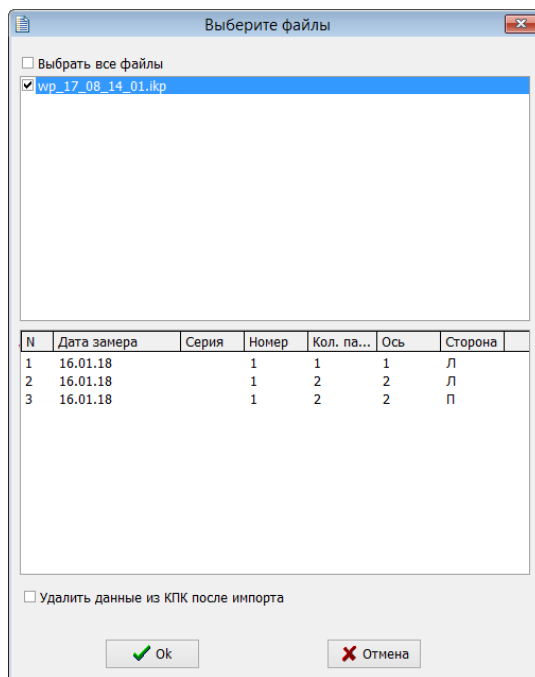 Выберите файлы
Выбрать все файлы
wp_17_08_14_01.ikp
N Дата замера Серия Номер Кол. па... Ось Сторона
1 16.01.18 1 1 1 Л
2 16.01.18 1 2 2 Л
3 16.01.18 1 2 2 П
Удалить данные из КПК после импорта
Ok Отмена